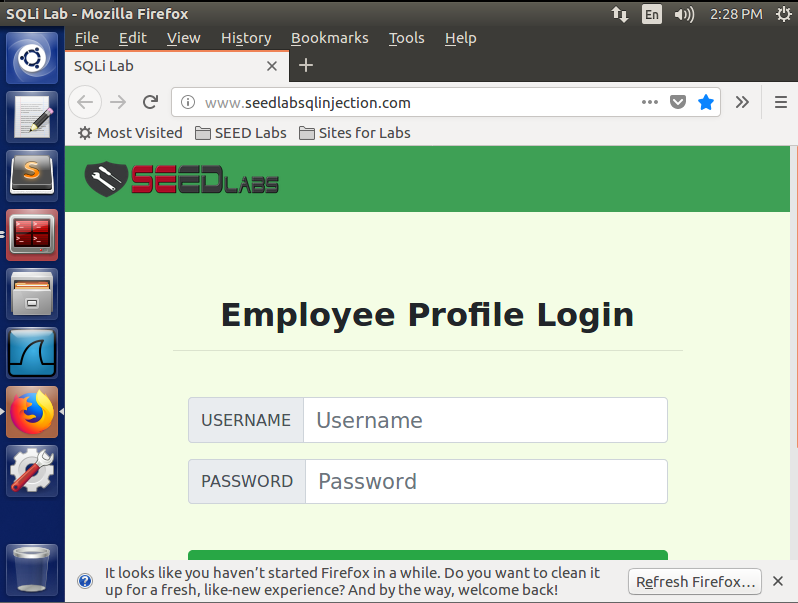 SQLi Lab - Mozilla Firefox
En
2:28 PM
File Edit View History Bookmarks Tools Help
SQLi Lab
www.seedlabsqlinjection.com
Most Visited SEED Labs Sites for Labs
SEEDLABS
Employee Profile Login
USERNAME Username
PASSWORD Password
It looks like you haven’t started Firefox in a while. Do you want to clean it
up for a fresh, like-new experience? And by the way, welcome back!
Refresh Firefox…